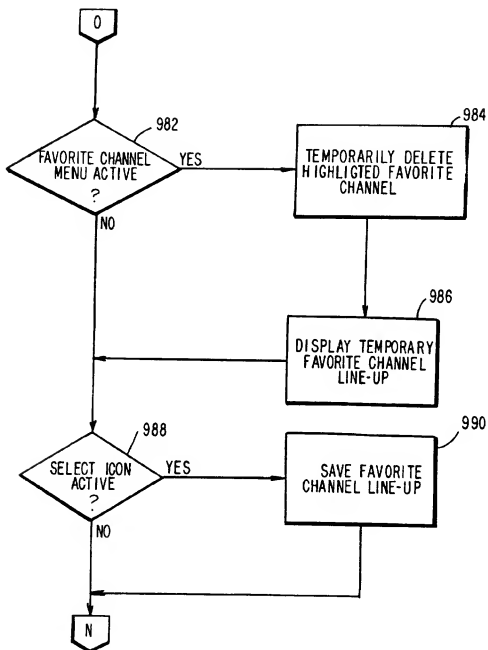 O
982
FAVORITE CHANNEL
MENU ACTIVE
?
YES
NO
984
TEMPORARILY DELETE
HIGHLIGTED FAVORITE
CHANNEL
986
DISPLAY TEMPORARY
FAVORITE CHANNEL
LINE-UP
988
SELECT ICON
ACTIVE
?
YES
NO
990
SAVE FAVORITE
CHANNEL LINE-UP
N